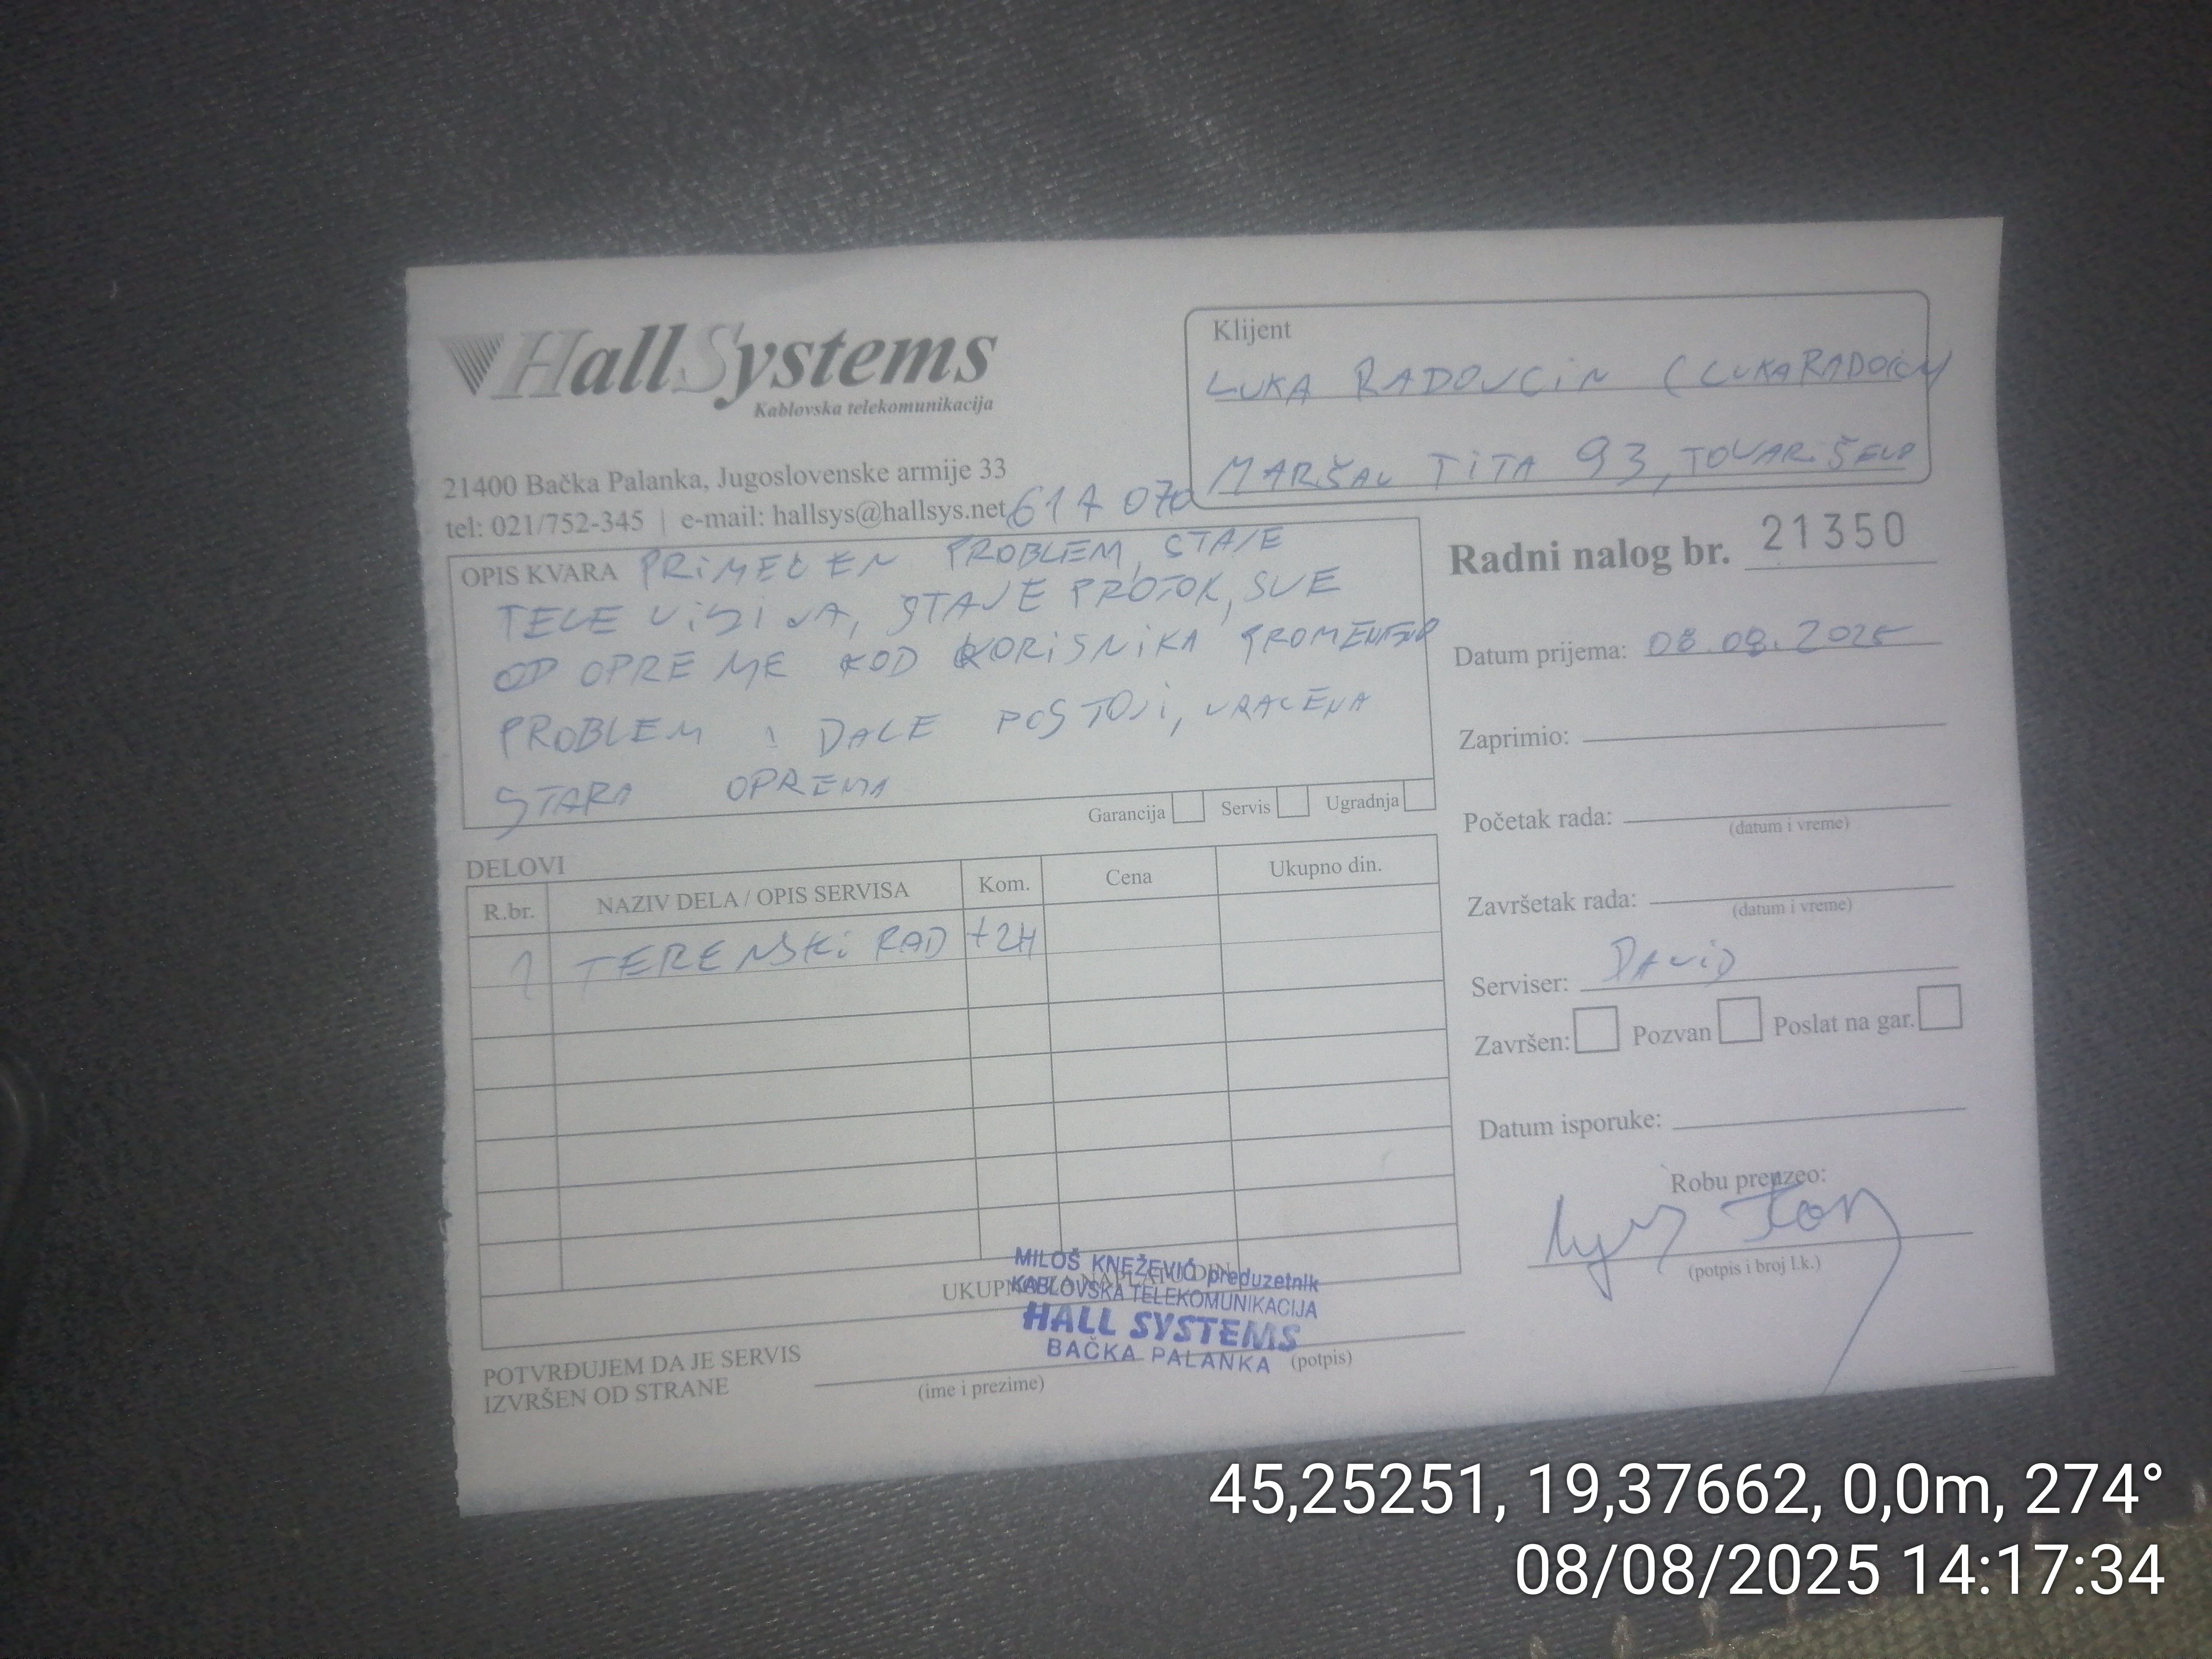 HallSystems
Kablovska telekomunikacija
21400 Bačka Palanka, Jugoslovenske armije 33
tel: 021/752-345 | e-mail: hallsys@hallsys.net
Klijent
LUKA RADOVCIN (LUKARADOVCIN)
MARŠAL TITA 93, TOVARIŠEVO
OPIS KVARA PRIMEĆEN PROBLEM, STAJE
TELEVIZIJA, STAJE PROTOK, SVE
OD OPREME KOD KORISNIKA PROMENJENO
PROBLEM I DALE POSTOJI, VRACENA
STARA OPREMA
Garancija Servis Ugradnja
Radni nalog br. 21350
Datum prijema: 08.08.2025
Zaprimio:
Početak rada:
(datum i vreme)
Završetak rada:
(datum i vreme)
Serviser: DAVID
Završen: Pozvan Poslat na gar.
Datum isporuke:
Robu preuzeo:
(potpis i broj l.k.)
DELOVI
R.br. NAZIV DELA / OPIS SERVISA Kom. Cena Ukupno din.
1 TERENSKI RAD +2H
MILOŠ KNEŽEVIĆ preduzetnik
KABLOVSKA TELEKOMUNIKACIJA
HALL SYSTEMS
BAČKA PALANKA
POTVRĐUJEM DA JE SERVIS
IZVRŠEN OD STRANE
(ime i prezime) (potpis)
45,25251, 19,37662, 0,0m, 274°
08/08/2025 14:17:34